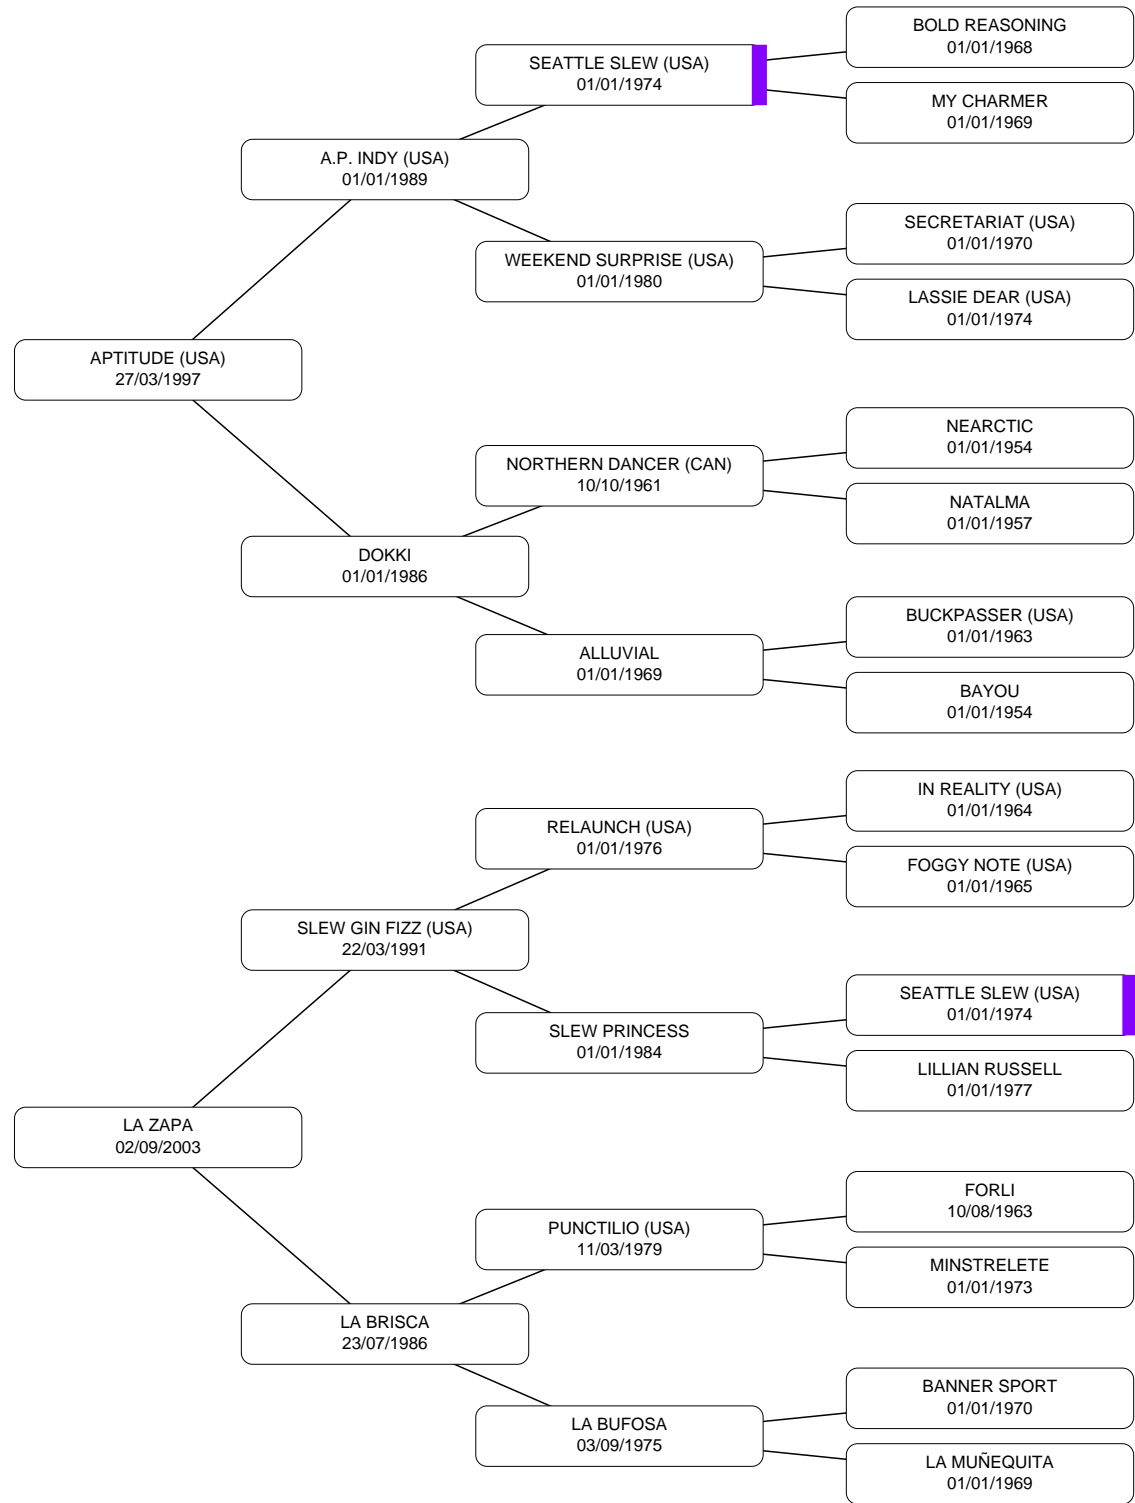 BOLD REASONING
01/01/1968
SEATTLE SLEW (USA)
01/01/1974
MY CHARMER
01/01/1969
A.P. INDY (USA)
01/01/1989
SECRETARIAT (USA)
01/01/1970
WEEKEND SURPRISE (USA)
01/01/1980
LASSIE DEAR (USA)
01/01/1974
APTITUDE (USA)
27/03/1997
NEARCTIC
01/01/1954
NORTHERN DANCER (CAN)
10/10/1961
NATALMA
01/01/1957
DOKKI
01/01/1986
BUCKPASSER (USA)
01/01/1963
ALLUVIAL
01/01/1969
BAYOU
01/01/1954
IN REALITY (USA)
01/01/1964
RELAUNCH (USA)
01/01/1976
FOGGY NOTE (USA)
01/01/1965
SLEW GIN FIZZ (USA)
22/03/1991
SEATTLE SLEW (USA)
01/01/1974
SLEW PRINCESS
01/01/1984
LILLIAN RUSSELL
01/01/1977
LA ZAPA
02/09/2003
FORLI
10/08/1963
PUNCTILIO (USA)
11/03/1979
MINSTRELETE
01/01/1973
LA BRISCA
23/07/1986
BANNER SPORT
01/01/1970
LA BUFOSA
03/09/1975
LA MUÑEQUITA
01/01/1969